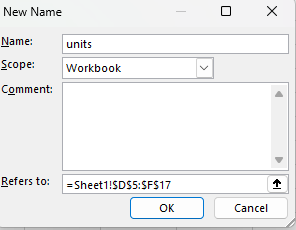 New Name
Name: units
Scope: Workbook
Comment:
Refers to: =Sheet1!$D$5:$F$17
OK Cancel